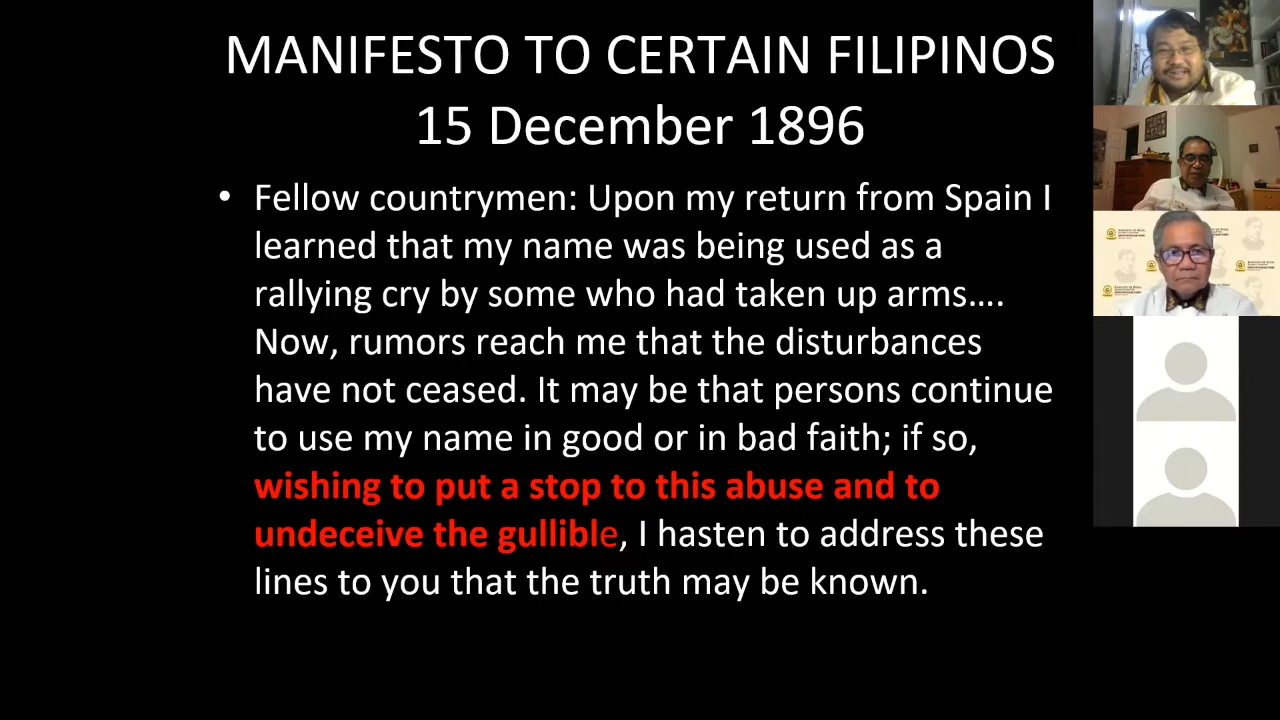 MANIFESTO TO CERTAIN FILIPINOS
15 December 1896
• Fellow countrymen: Upon my return from Spain I
learned that my name was being used as a
rallying cry by some who had taken up arms….
Now, rumors reach me that the disturbances
have not ceased. It may be that persons continue
to use my name in good or in bad faith; if so,
wishing to put a stop to this abuse and to
undeceive the gullible, I hasten to address these
lines to you that the truth may be known.